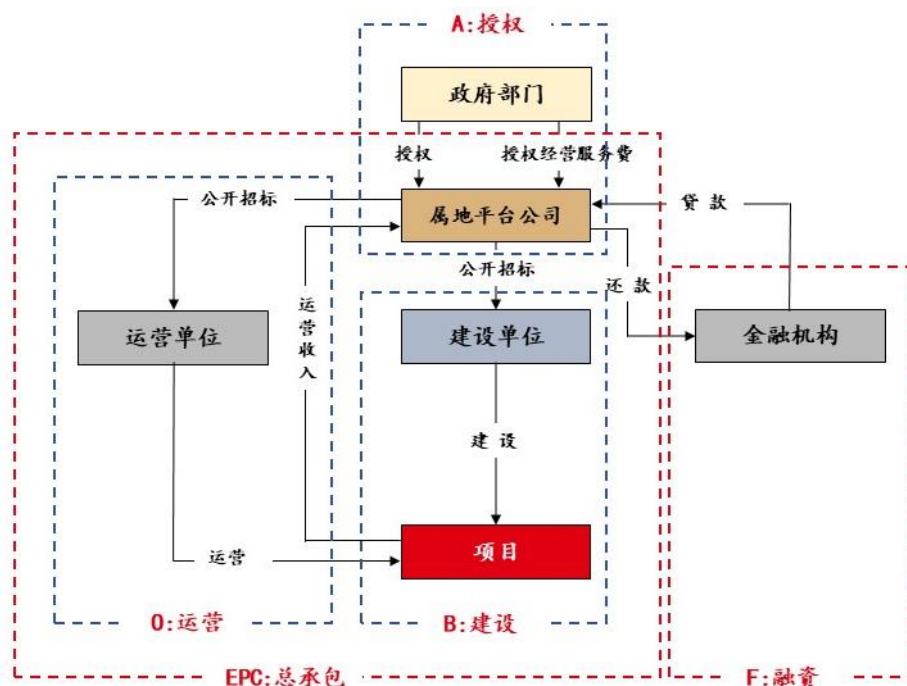 A:授权
政府部门
授权
授权经营服务费
公开招标
属地平台公司
贷 款
公开招标
还 款
运营收入
运营单位
建设单位
金融机构
建 设
运营
项目
O:运营
B:建设
EPC:总承包
F:融资